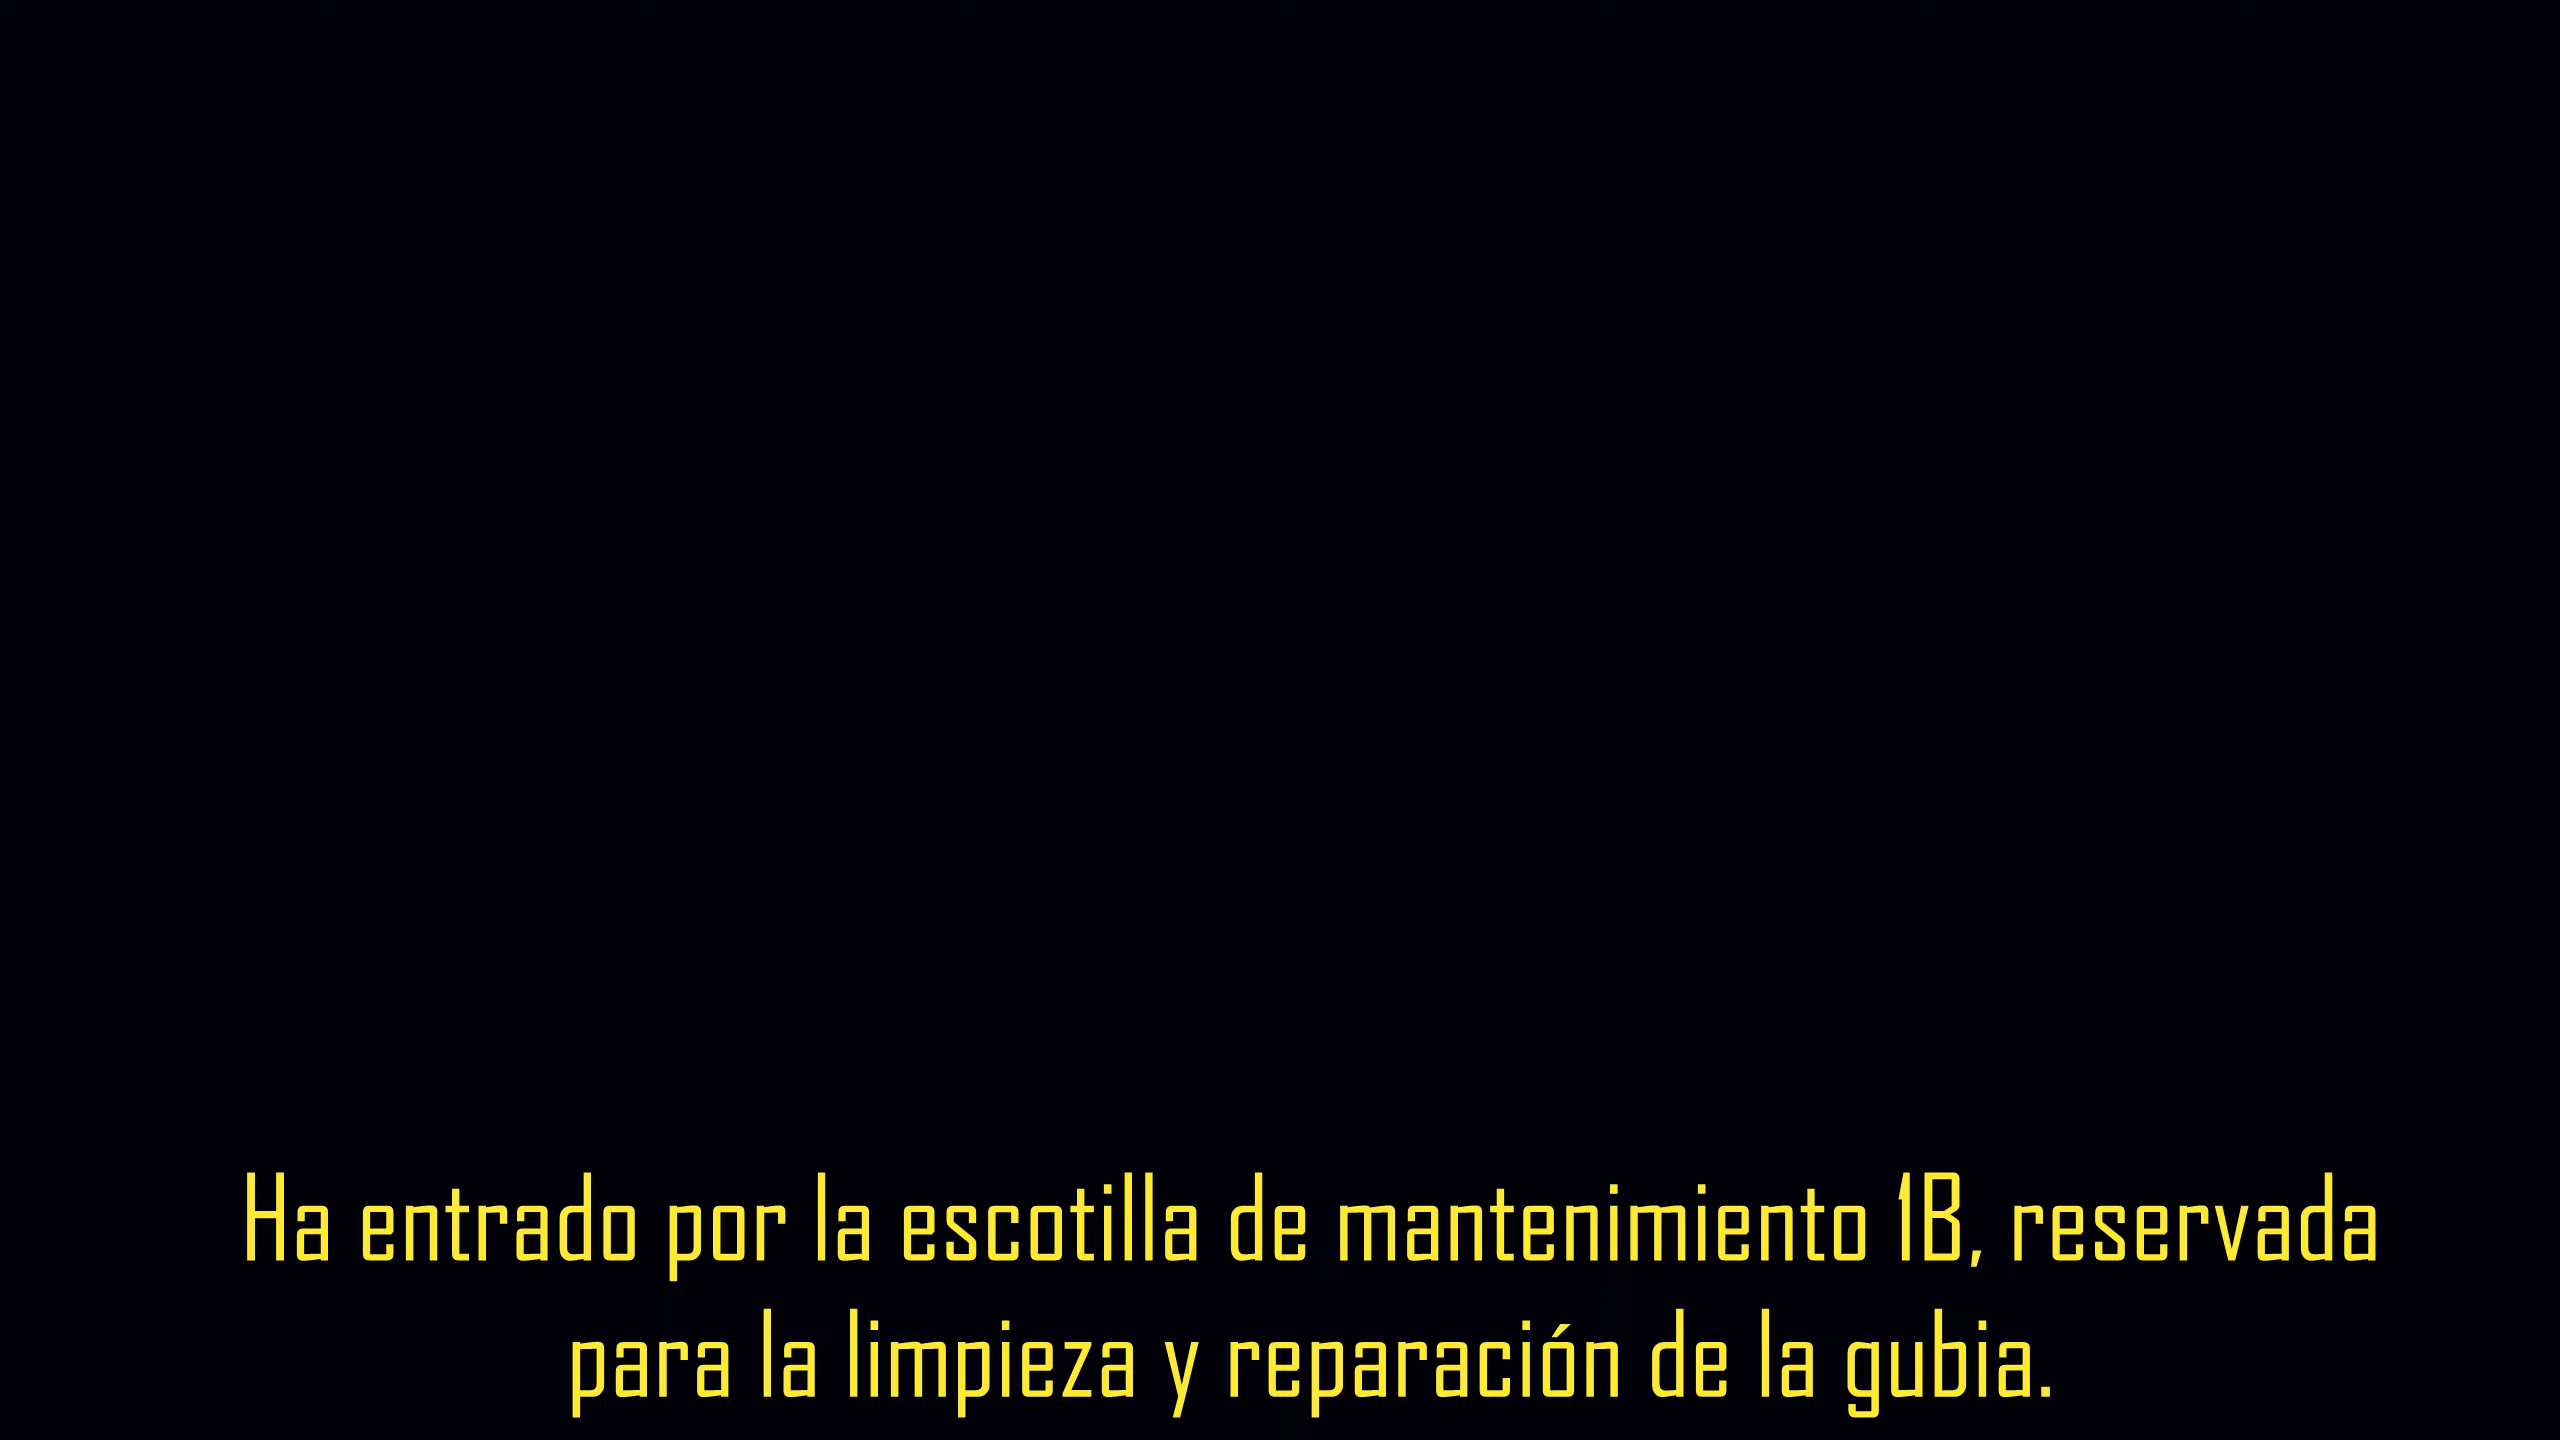 Ha entrado por la escotilla de mantenimiento 1B, reservada
para la limpieza y reparación de la gubia.